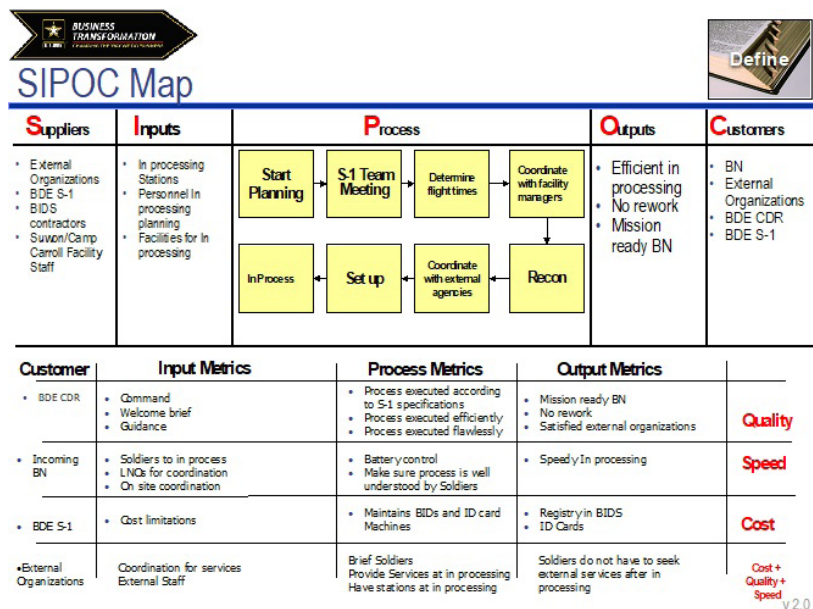 BUSINESS
TRANSFORMATION
SIPOC Map
Define
Suppliers
Inputs
Process
Outputs
Customers
• External
Organizations
• BDE S-1
• BIDS
contractors
• Suwon/Camp
Carroll Facility
Staff
• In processing
Stations
• Personnel In
processing
planning
• Facilities for In
processing
Start
Planning
S-1 Team
Meeting
Determine
flight times
Coordinate
with facility
managers
In Process
Set up
Coordinate
with external
agencies
Recon
• Efficient in
processing
• No rework
• Mission
ready BN
• BN
• External
Organizations
• BDE CDR
• BDE S-1
Customer
Input Metrics
Process Metrics
Output Metrics
• BDE CDR
• Command
• Welcome brief
• Guidance
• Process executed according
to S-1 specifications
• Process executed efficiently
• Process executed flawlessly
• Mission ready BN
• No rework
• Satisfied external organizations
Quality
• Incoming
BN
• Soldiers to in process
• LNOs for coordination
• On site coordination
• Battery control
• Make sure process is well
understood by Soldiers
• Speedy In processing
Speed
• BDE S-1
• Cost limitations
• Maintains BIDs and ID card
Machines
• Registry in BIDS
• ID Cards
Cost
•External
Organizations
Coordination for services
External Staff
Brief Soldiers
Provide Services at in processing
Have stations at in processing
Soldiers do not have to seek
external services after in
processing
Cost +
Quality +
Speed
v 2.0